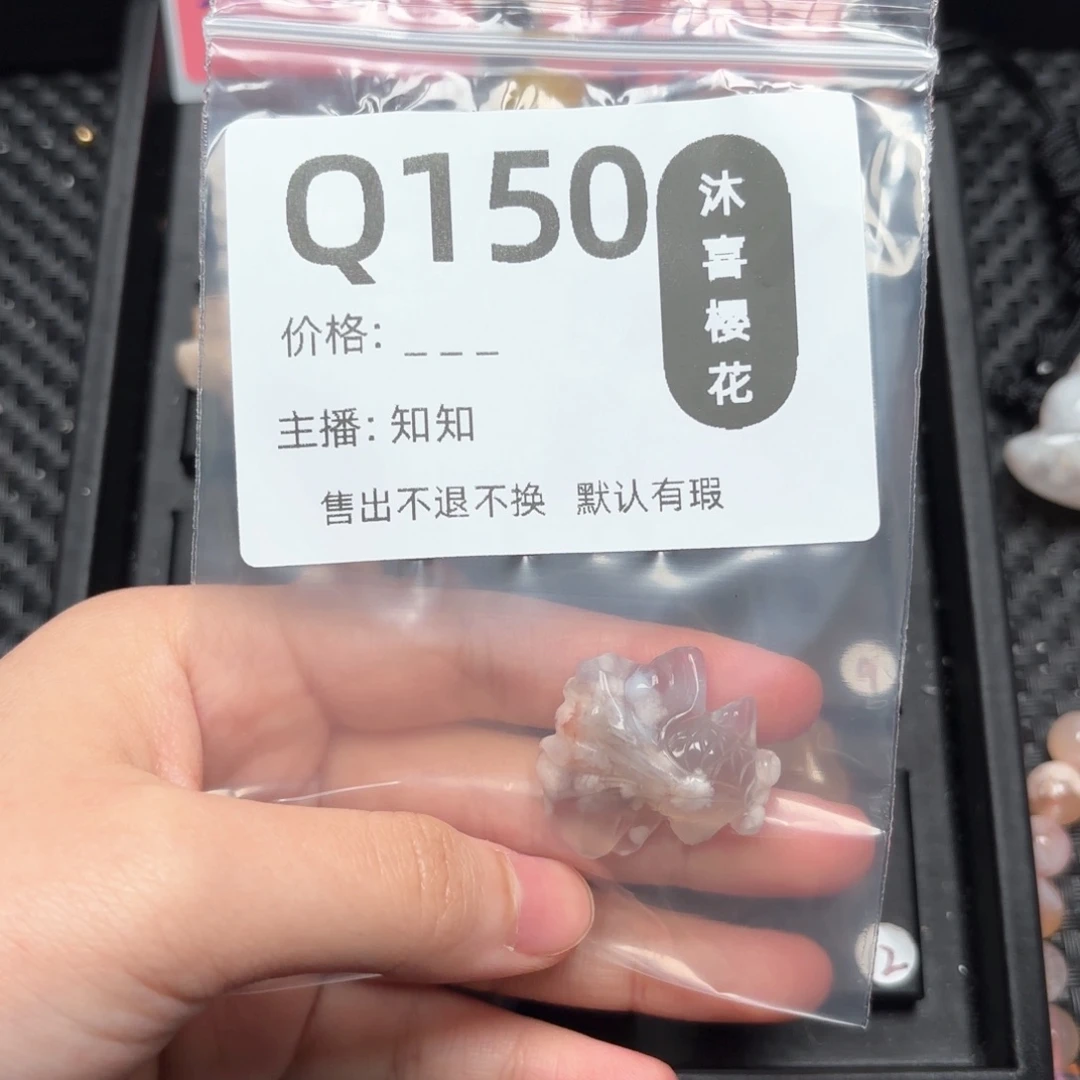 Q150
沐喜樱花
价格：_ _ _
主播：知知
售出不退不换 默认有瑕
2